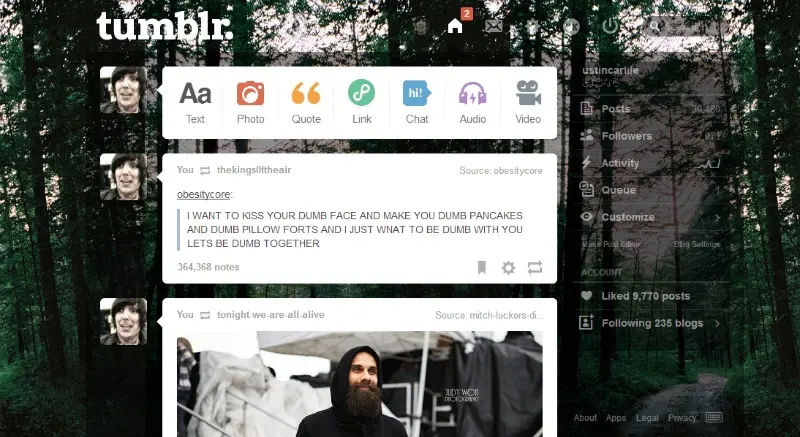 tumblr.
2
Aa
hi!
Text
Photo
Quote
Link
Chat
Audio
Video
You thekings0ftheair
Source: obesitycore
obesitycore:
I WANT TO KISS YOUR DUMB FACE AND MAKE YOU DUMB PANCAKES
AND DUMB PILLOW FORTS AND I JUST WNAT TO BE DUMB WITH YOU
LETS BE DUMB TOGETHER
364,368 notes
You tonight-we-are-all-alive
Source: mitch-luckers-di..
JUDY WON
PHOTOGRAPHY
ustincarlife
Posts
Followers
Activity
Queue 1
Customize
Mass Post Editor
Blog Settings
ACCOUNT
Liked 9,770 posts
Following 235 blogs
About Apps Legal Privacy